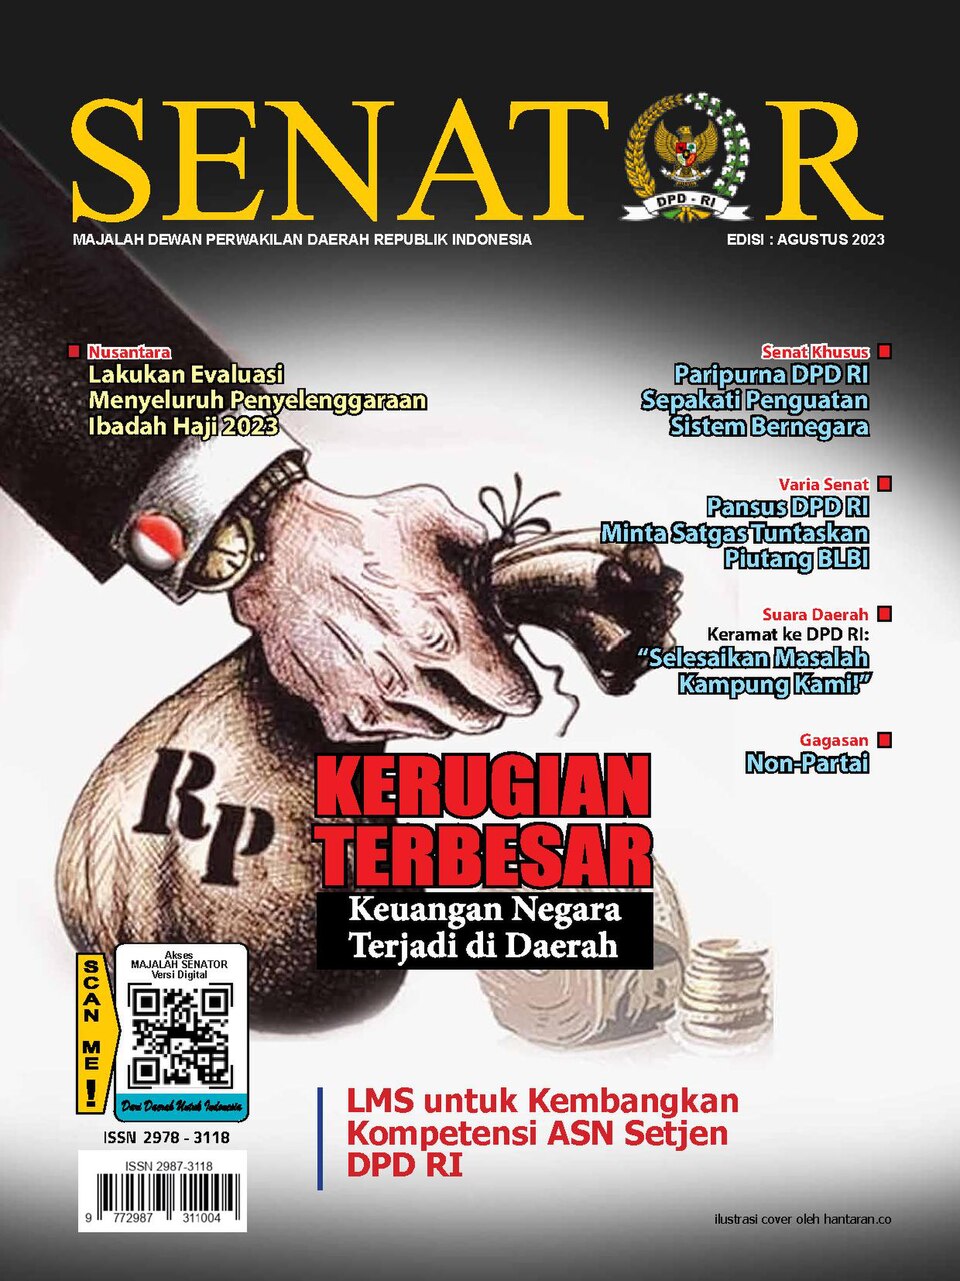 SENATOR
DPD - RI
MAJALAH DEWAN PERWAKILAN DAERAH REPUBLIK INDONESIA
EDISI : AGUSTUS 2023
Nusantara
Lakukan Evaluasi
Menyeluruh Penyelenggaraan
Ibadah Haji 2023
Senat Khusus
Paripurna DPD RI
Sepakati Penguatan
Sistem Bernegara
Varia Senat
Pansus DPD RI
Minta Satgas Tuntaskan
Piutang BLBI
Suara Daerah
Keramat ke DPD RI:
“Selesaikan Masalah
Kampung Kami!”
Gagasan
Non-Partai
Rp
KERUGIAN
TERBESAR
Keuangan Negara
Terjadi di Daerah
SCAN ME!
Akses
MAJALAH SENATOR
Versi Digital
Dari Daerah Untuk Indonesia
ISSN 2978 - 3118
ISSN 2987-3118
9 772987 311004
LMS untuk Kembangkan
Kompetensi ASN Setjen
DPD RI
ilustrasi cover oleh hantaran.co